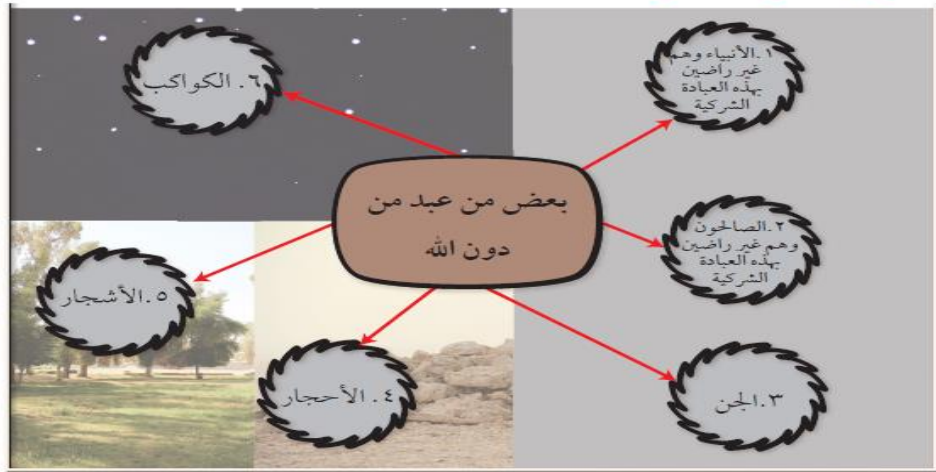 بعض من عبد من
دون الله
١. الأنبياء وهم
غير راضين
بهذه العبادة
الشركية
٢. الصالحون
وهم غير راضين
بهذه العبادة
الشركية
٣. الجن
٤. الأحجار
٥. الأشجار
٦. الكواكب